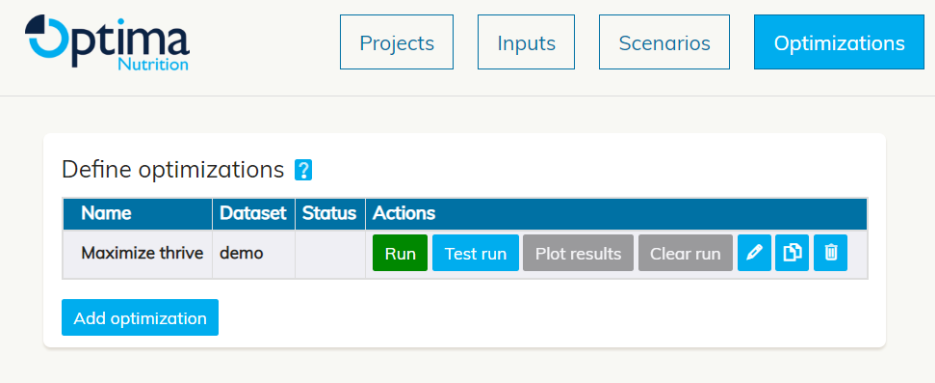 Optima
Nutrition
Projects Inputs Scenarios Optimizations
Define optimizations ?
Name Dataset Status Actions
Maximize thrive demo Run Test run Plot results Clear run
Add optimization